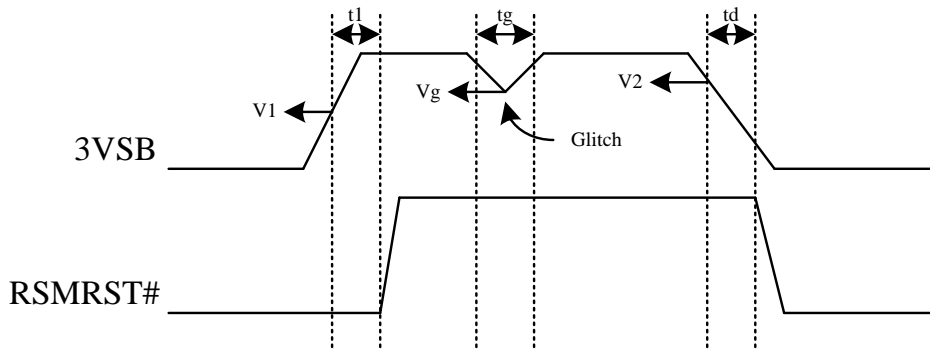 t1
tg
td
V1
Vg
V2
Glitch
3VSB
RSMRST#